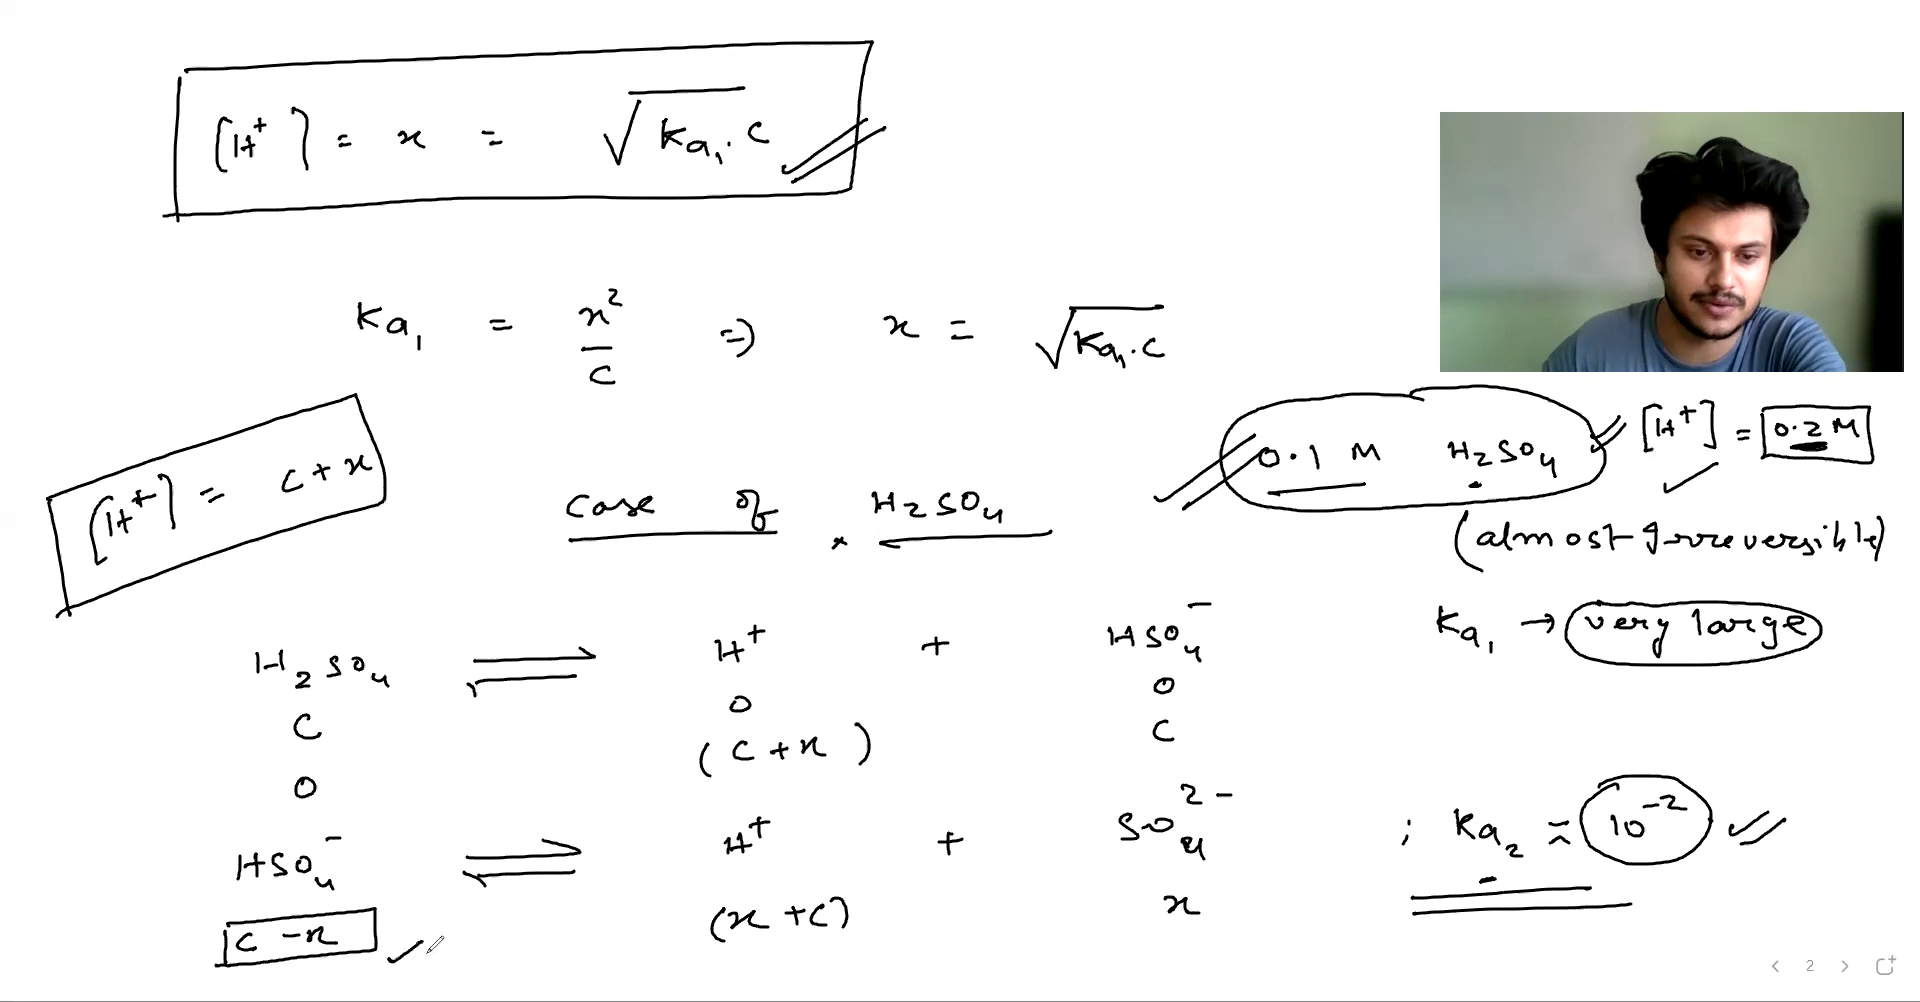 [H⁺] = x = √Ka₁.C
Ka₁ = x²/C ⇒ x = √Ka₁.C
[H⁺] = C + x
Case of H₂SO₄
0.1 M H₂SO₄ [H⁺] = 0.2 M
(almost Irreversible)
Ka₁ → very large
H₂SO₄ ⇌ H⁺ + HSO₄⁻
C 0 0
0 (C + x) C
HSO₄⁻ ⇌ H⁺ + SO₄²⁻ ; Ka₂ ≈ 10⁻²
C - x (x + C) x
2